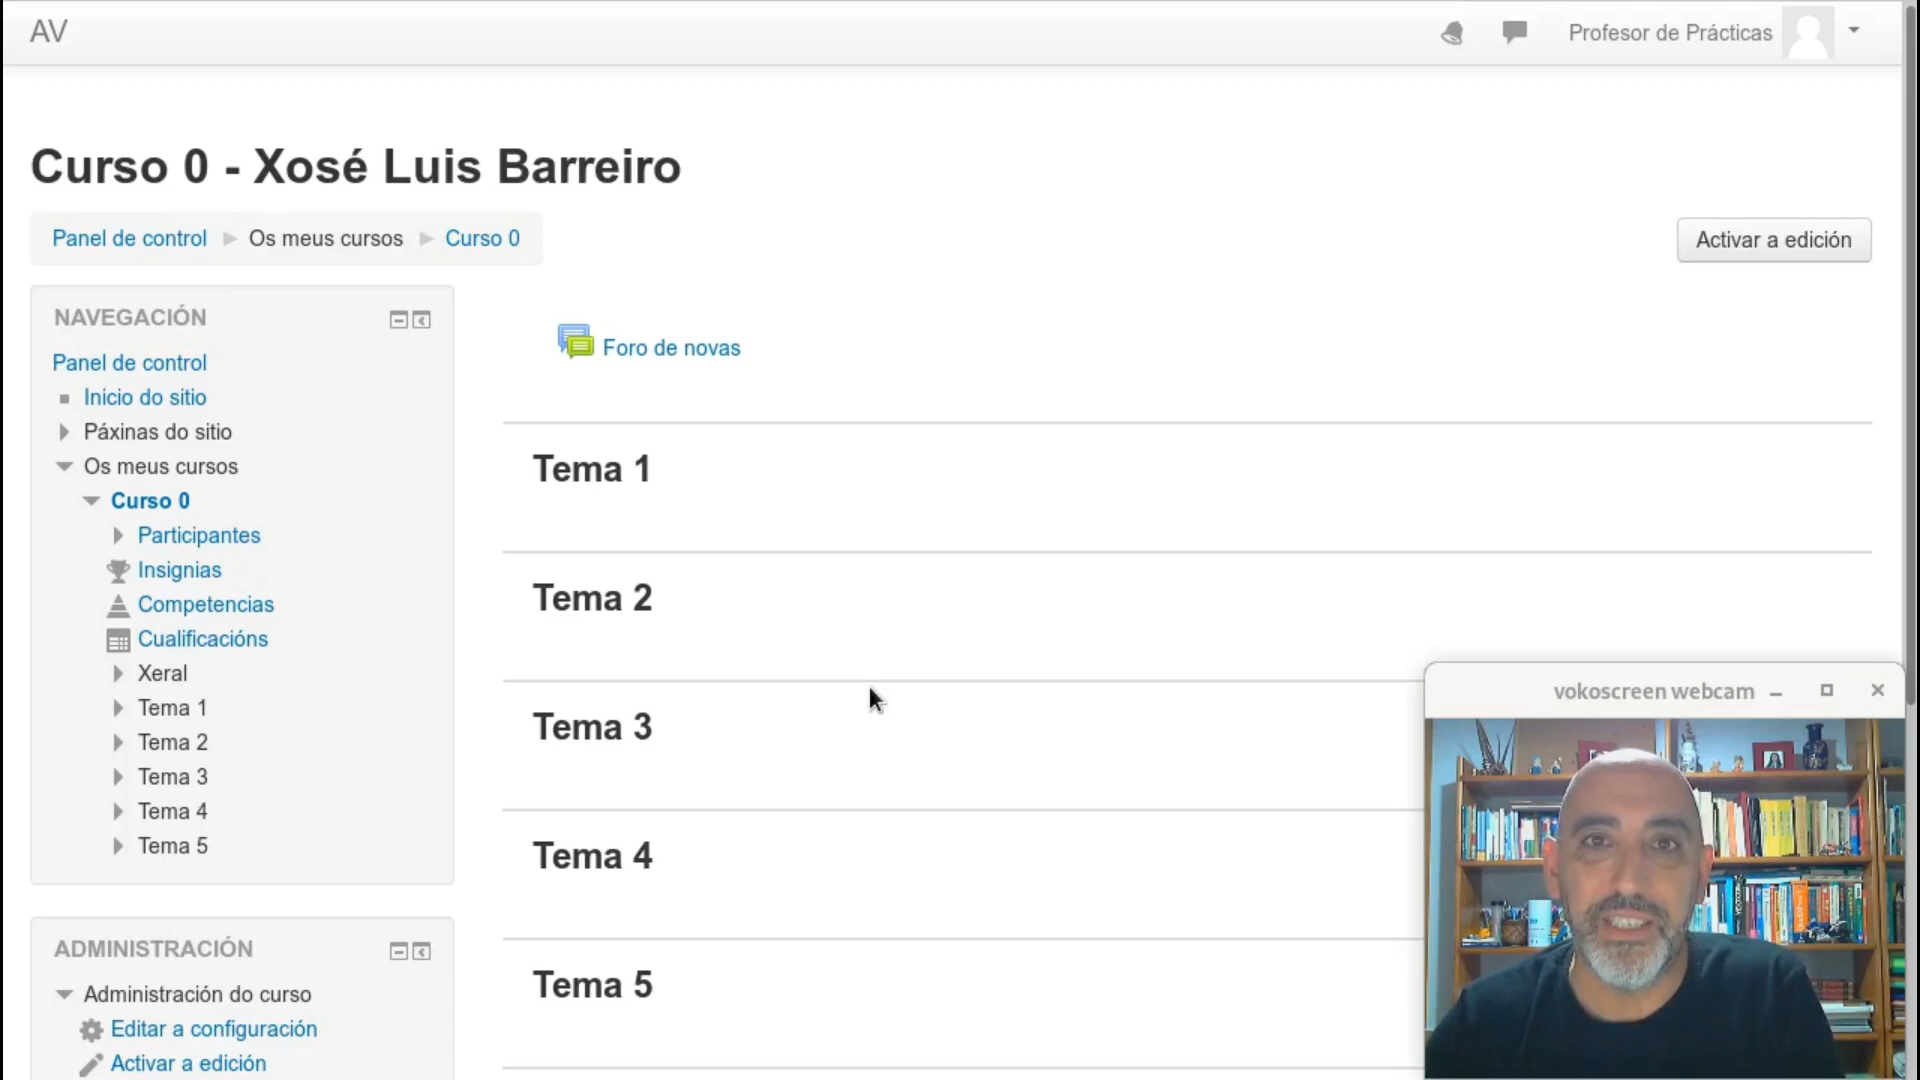 AV
Profesor de Prácticas
Curso 0 - Xosé Luis Barreiro
Panel de control Os meus cursos Curso 0
Activar a edición
NAVEGACIÓN
Panel de control
Inicio do sitio
Páxinas do sitio
Os meus cursos
Curso 0
Participantes
Insignias
Competencias
Cualificacións
Xeral
Tema 1
Tema 2
Tema 3
Tema 4
Tema 5
ADMINISTRACIÓN
Administración do curso
Editar a configuración
Activar a edición
Foro de novas
Tema 1
Tema 2
Tema 3
Tema 4
Tema 5
vokoscreen webcam